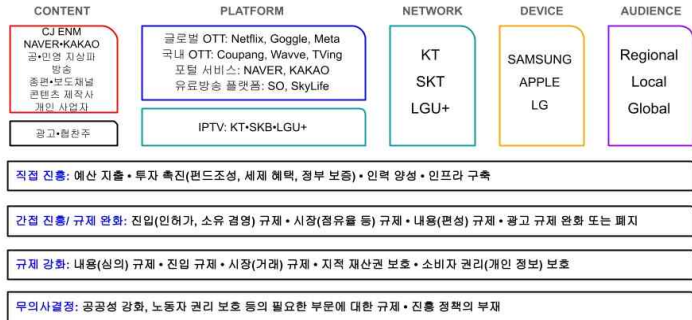 CONTENT
PLATFORM
NETWORK
DEVICE
AUDIENCE
CJ ENM
NAVER•KAKAO
공•민영 지상파
방송
종편•보도채널
콘텐츠 제작사
개인 사업자
광고•협찬주
글로벌 OTT: Netflix, Goggle, Meta
국내 OTT: Coupang, Wavve, TVing
포털 서비스: NAVER, KAKAO
유료방송 플랫폼: SO, SkyLife
IPTV: KT•SKB•LGU+
KT
SKT
LGU+
SAMSUNG
APPLE
LG
Regional
Local
Global
직접 진흥: 예산 지출 • 투자 촉진(펀드조성, 세제 혜택, 정부 보증) • 인력 양성 • 인프라 구축
간접 진흥/ 규제 완화: 진입(인허가, 소유 겸영) 규제 • 시장(점유율 등) 규제 • 내용(편성) 규제 • 광고 규제 완화 또는 폐지
규제 강화: 내용(심의) 규제 • 진입 규제 • 시장(거래) 규제 • 지적 재산권 보호 • 소비자 권리(개인 정보) 보호
무의사결정: 공공성 강화, 노동자 권리 보호 등의 필요한 부문에 대한 규제 • 진흥 정책의 부재